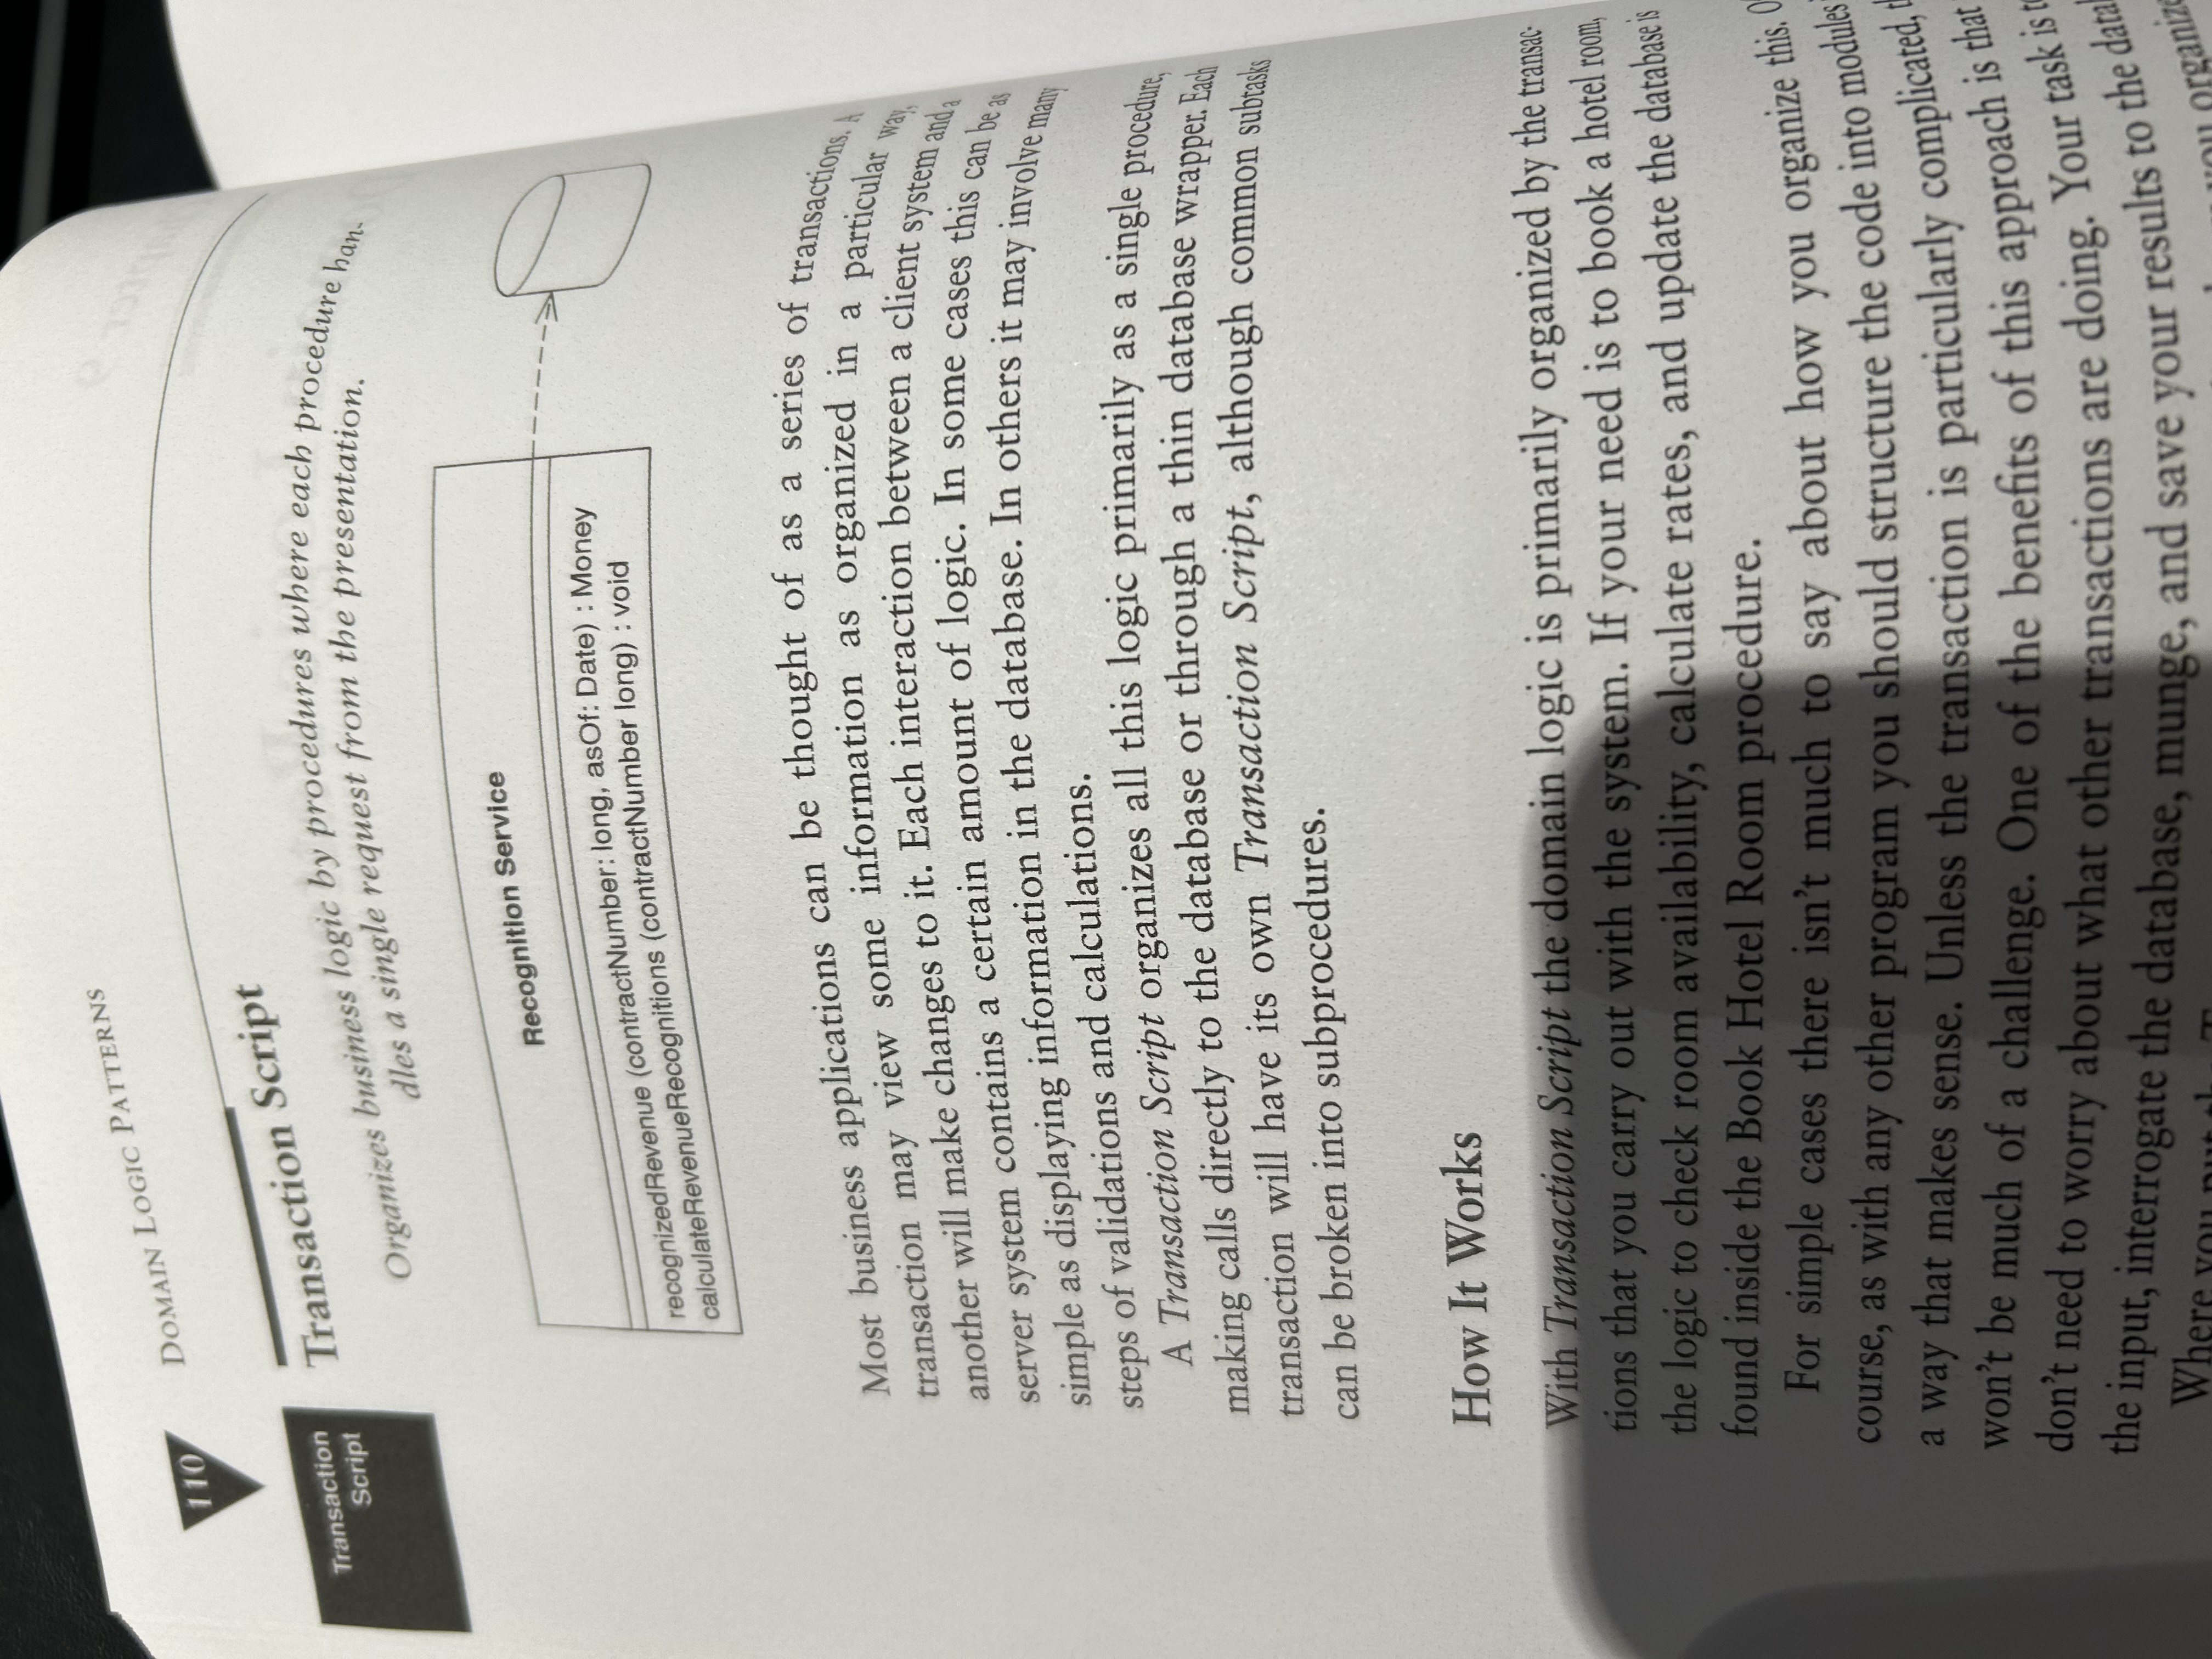 110
DOMAIN LOGIC PATTERNS
Transaction
Script
Transaction Script
Organizes business logic by procedures where each procedure han-
dles a single request from the presentation.
Recognition Service
recognizedRevenue (contractNumber: long, asOf: Date) : Money
calculateRevenueRecognitions (contractNumber long) : void
Most business applications can be thought of as a series of transactions. A
transaction may view some information as organized in a particular way,
another will make changes to it. Each interaction between a client system and a
server system contains a certain amount of logic. In some cases this can be as
simple as displaying information in the database. In others it may involve many
steps of validations and calculations.
A Transaction Script organizes all this logic primarily as a single procedure,
making calls directly to the database or through a thin database wrapper. Each
transaction will have its own Transaction Script, although common subtasks
can be broken into subprocedures.
How It Works
With Transaction Script the domain logic is primarily organized by the transac-
tions that you carry out with the system. If your need is to book a hotel room,
the logic to check room availability, calculate rates, and update the database is
found inside the Book Hotel Room procedure.
For simple cases there isn't much to say about how you organize this.
course, as with any other program you should structure the code into modules
a way that makes sense. Unless the transaction is particularly complicated,
won't be much of a challenge. One of the benefits of this approach is that
don't need to worry about what other transactions are doing. Your task is
the input, interrogate the database, munge, and save your results to the
Where you put the